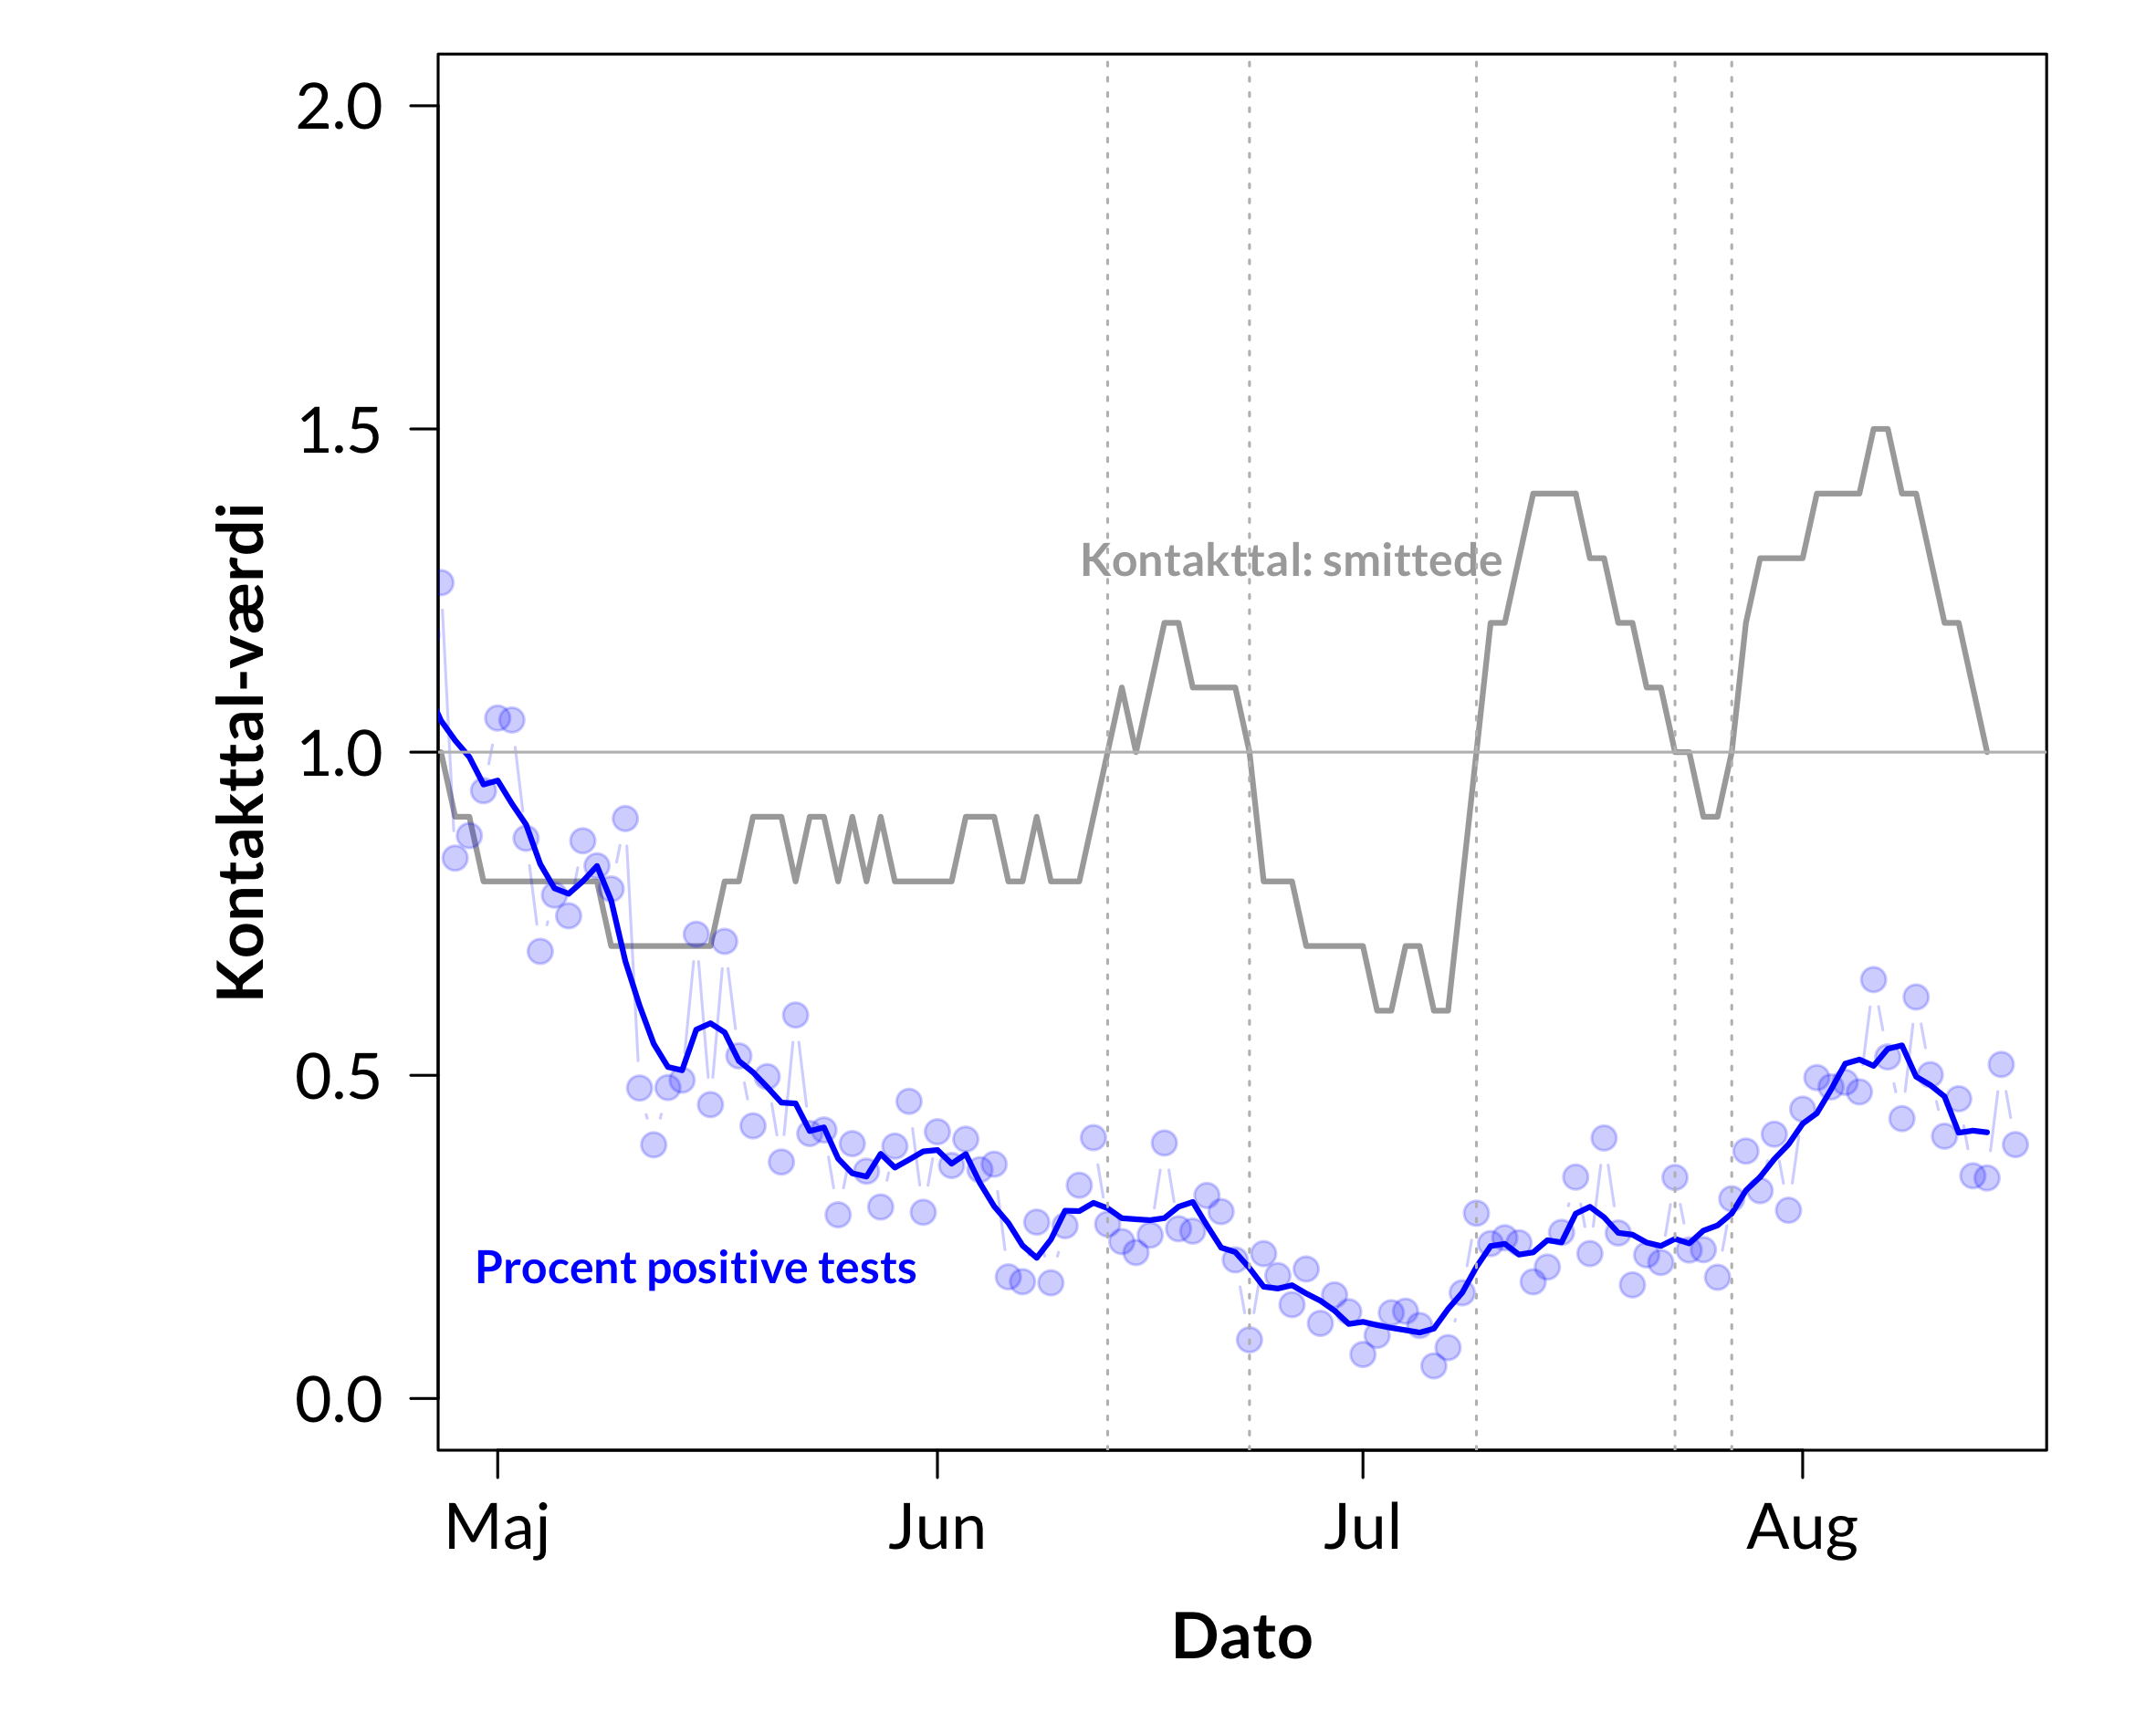 2.0
1.5
1.0
0.5
0.0
Kontakttal-værdi
Kontakttal: smittede
Procent positive tests
Maj Jun Jul Aug
Dato